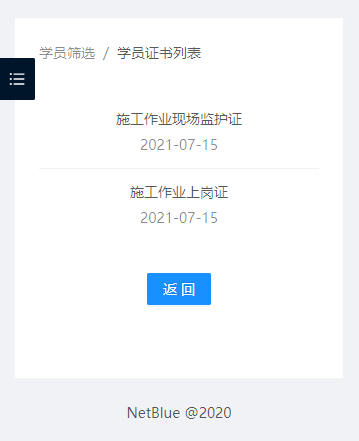 学员筛选 / 学员证书列表
施工作业现场监护证
2021-07-15
施工作业上岗证
2021-07-15
返 回
NetBlue @2020